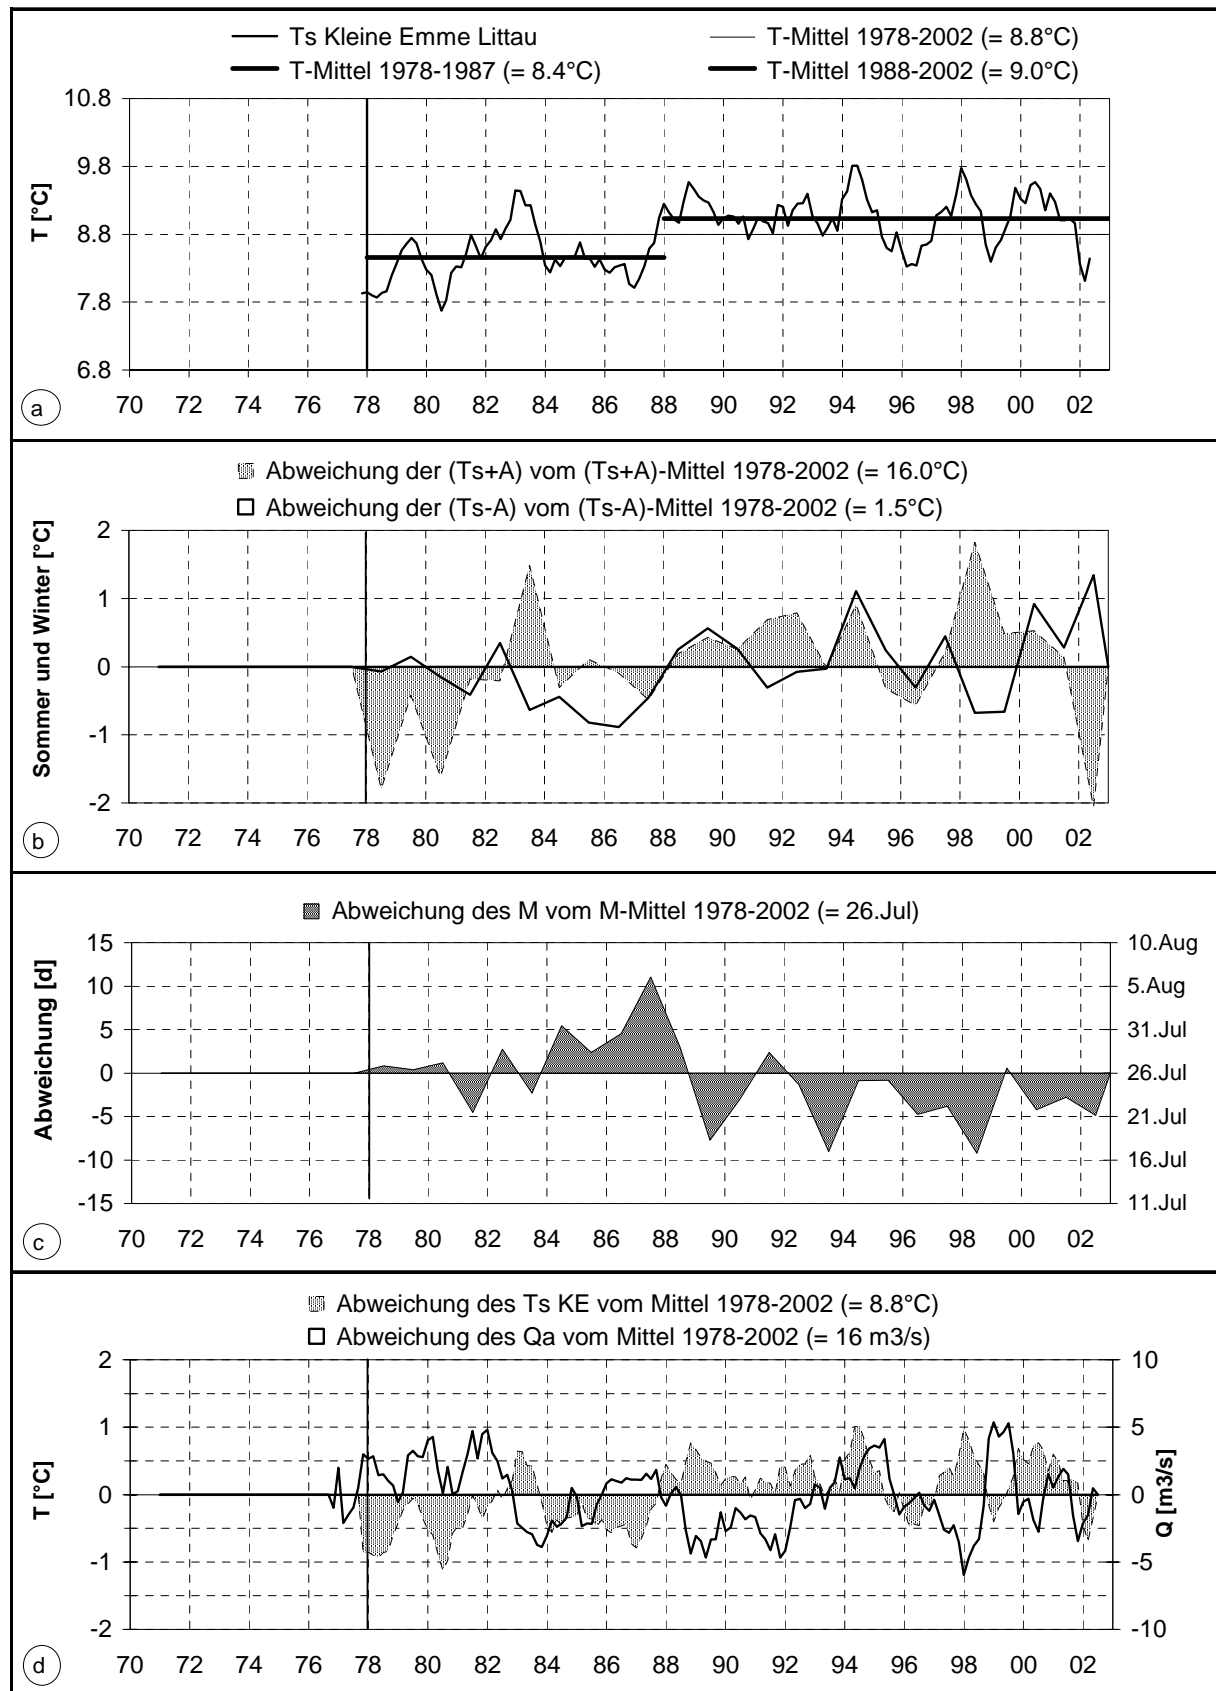 Ts Kleine Emme Littau
T-Mittel 1978-2002 (= 8.8°C)
T-Mittel 1978-1987 (= 8.4°C)
T-Mittel 1988-2002 (= 9.0°C)
T [°C]
10.8
9.8
8.8
7.8
6.8
70 72 74 76 78 80 82 84 86 88 90 92 94 96 98 00 02
a
Abweichung der (Ts+A) vom (Ts+A)-Mittel 1978-2002 (= 16.0°C)
Abweichung der (Ts-A) vom (Ts-A)-Mittel 1978-2002 (= 1.5°C)
Sommer und Winter [°C]
2
1
0
-1
-2
70 72 74 76 78 80 82 84 86 88 90 92 94 96 98 00 02
b
Abweichung des M vom M-Mittel 1978-2002 (= 26.Jul)
Abweichung [d]
15 10.Aug
10 5.Aug
5 31.Jul
0 26.Jul
-5 21.Jul
-10 16.Jul
-15 11.Jul
70 72 74 76 78 80 82 84 86 88 90 92 94 96 98 00 02
c
Abweichung des Ts KE vom Mittel 1978-2002 (= 8.8°C)
Abweichung des Qa vom Mittel 1978-2002 (= 16 m3/s)
T [°C]
Q [m3/s]
2 10
1 5
0 0
-1 -5
-2 -10
70 72 74 76 78 80 82 84 86 88 90 92 94 96 98 00 02
d